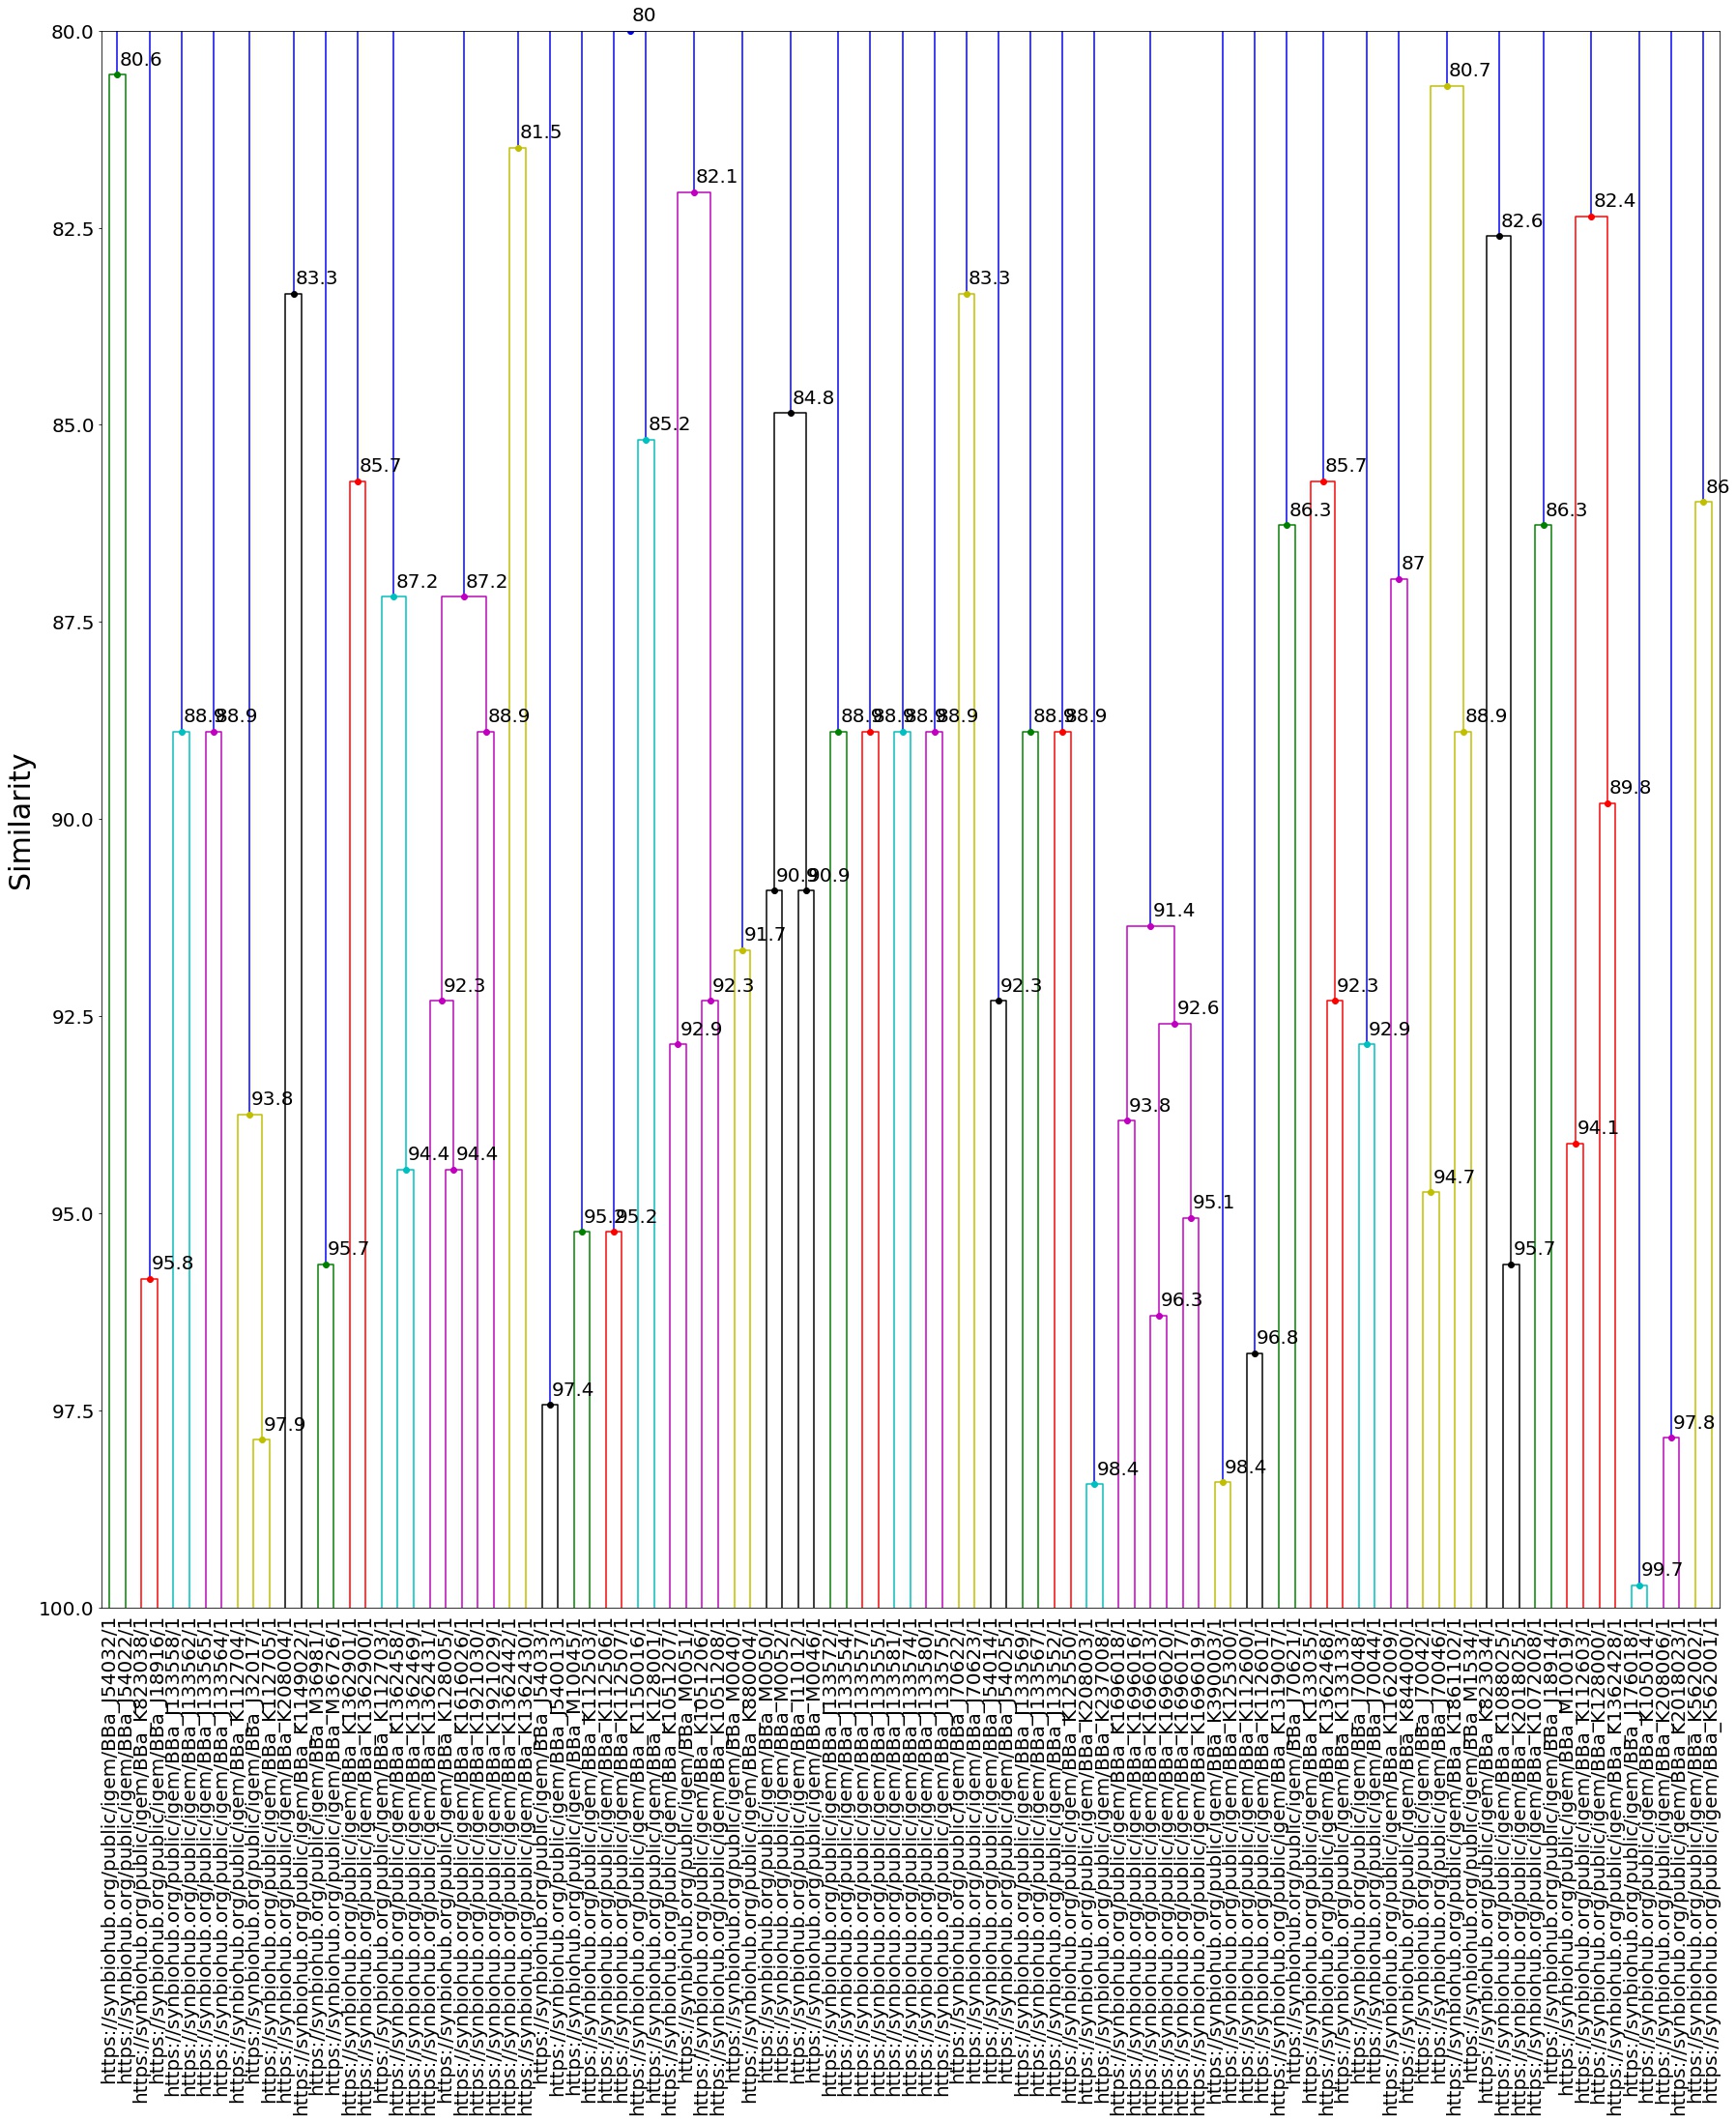 80
80.0
80.6
80.7
81.5
82.1
82.4
82.5
82.6
83.3
83.3
84.8
85.0
85.2
85.7
85.7
86
86.3
86.3
87
87.2
87.2
87.5
88.9
88.9
88.9
88.9
88.9
88.9
88.9
88.9
88.9
88.9
89.8
90.0
90.9
90.9
91.4
91.7
92.3
92.3
92.3
92.3
92.5
92.6
92.9
92.9
93.8
93.8
94.1
94.4
94.4
94.7
95.0
95.1
95.2
95.2
95.7
95.7
95.8
96.3
96.8
97.4
97.5
97.8
97.9
98.4
98.4
99.7
100.0
Similarity
https://synbiohub.org/public/igem/BBa_J54032/1
https://synbiohub.org/public/igem/BBa_J54022/1
https://synbiohub.org/public/igem/BBa_K823038/1
https://synbiohub.org/public/igem/BBa_J18916/1
https://synbiohub.org/public/igem/BBa_J133558/1
https://synbiohub.org/public/igem/BBa_J133562/1
https://synbiohub.org/public/igem/BBa_J133565/1
https://synbiohub.org/public/igem/BBa_J133564/1
https://synbiohub.org/public/igem/BBa_K112704/1
https://synbiohub.org/public/igem/BBa_J32017/1
https://synbiohub.org/public/igem/BBa_K112705/1
https://synbiohub.org/public/igem/BBa_K208004/1
https://synbiohub.org/public/igem/BBa_K1149022/1
https://synbiohub.org/public/igem/BBa_M36981/1
https://synbiohub.org/public/igem/BBa_M36726/1
https://synbiohub.org/public/igem/BBa_K1362901/1
https://synbiohub.org/public/igem/BBa_K1362900/1
https://synbiohub.org/public/igem/BBa_K112703/1
https://synbiohub.org/public/igem/BBa_K1362458/1
https://synbiohub.org/public/igem/BBa_K1362469/1
https://synbiohub.org/public/igem/BBa_K1362431/1
https://synbiohub.org/public/igem/BBa_K128005/1
https://synbiohub.org/public/igem/BBa_K1616026/1
https://synbiohub.org/public/igem/BBa_K1921030/1
https://synbiohub.org/public/igem/BBa_K1921029/1
https://synbiohub.org/public/igem/BBa_K1362442/1
https://synbiohub.org/public/igem/BBa_K1362430/1
https://synbiohub.org/public/igem/BBa_J54033/1
https://synbiohub.org/public/igem/BBa_J540013/1
https://synbiohub.org/public/igem/BBa_M10045/1
https://synbiohub.org/public/igem/BBa_K112503/1
https://synbiohub.org/public/igem/BBa_K112506/1
https://synbiohub.org/public/igem/BBa_K112507/1
https://synbiohub.org/public/igem/BBa_K1150016/1
https://synbiohub.org/public/igem/BBa_K128001/1
https://synbiohub.org/public/igem/BBa_K1051207/1
https://synbiohub.org/public/igem/BBa_M0051/1
https://synbiohub.org/public/igem/BBa_K1051206/1
https://synbiohub.org/public/igem/BBa_K1051208/1
https://synbiohub.org/public/igem/BBa_M0040/1
https://synbiohub.org/public/igem/BBa_K880004/1
https://synbiohub.org/public/igem/BBa_M0050/1
https://synbiohub.org/public/igem/BBa_M0052/1
https://synbiohub.org/public/igem/BBa_I11012/1
https://synbiohub.org/public/igem/BBa_M0046/1
https://synbiohub.org/public/igem/BBa_J133572/1
https://synbiohub.org/public/igem/BBa_J133554/1
https://synbiohub.org/public/igem/BBa_J133557/1
https://synbiohub.org/public/igem/BBa_J133555/1
https://synbiohub.org/public/igem/BBa_J133581/1
https://synbiohub.org/public/igem/BBa_J133574/1
https://synbiohub.org/public/igem/BBa_J133580/1
https://synbiohub.org/public/igem/BBa_J133575/1
https://synbiohub.org/public/igem/BBa_J70622/1
https://synbiohub.org/public/igem/BBa_J70623/1
https://synbiohub.org/public/igem/BBa_J54014/1
https://synbiohub.org/public/igem/BBa_J54025/1
https://synbiohub.org/public/igem/BBa_J133569/1
https://synbiohub.org/public/igem/BBa_J133567/1
https://synbiohub.org/public/igem/BBa_J133552/1
https://synbiohub.org/public/igem/BBa_K125500/1
https://synbiohub.org/public/igem/BBa_K208003/1
https://synbiohub.org/public/igem/BBa_K237008/1
https://synbiohub.org/public/igem/BBa_K1696018/1
https://synbiohub.org/public/igem/BBa_K1696016/1
https://synbiohub.org/public/igem/BBa_K1696013/1
https://synbiohub.org/public/igem/BBa_K1696020/1
https://synbiohub.org/public/igem/BBa_K1696017/1
https://synbiohub.org/public/igem/BBa_K1696019/1
https://synbiohub.org/public/igem/BBa_K390003/1
https://synbiohub.org/public/igem/BBa_K125300/1
https://synbiohub.org/public/igem/BBa_K112600/1
https://synbiohub.org/public/igem/BBa_K112601/1
https://synbiohub.org/public/igem/BBa_K1319007/1
https://synbiohub.org/public/igem/BBa_J70621/1
https://synbiohub.org/public/igem/BBa_K133035/1
https://synbiohub.org/public/igem/BBa_K1362468/1
https://synbiohub.org/public/igem/BBa_K133133/1
https://synbiohub.org/public/igem/BBa_J70048/1
https://synbiohub.org/public/igem/BBa_J70044/1
https://synbiohub.org/public/igem/BBa_K1162009/1
https://synbiohub.org/public/igem/BBa_K844000/1
https://synbiohub.org/public/igem/BBa_J70042/1
https://synbiohub.org/public/igem/BBa_J70046/1
https://synbiohub.org/public/igem/BBa_K1861102/1
https://synbiohub.org/public/igem/BBa_M1534/1
https://synbiohub.org/public/igem/BBa_K823034/1
https://synbiohub.org/public/igem/BBa_K1088025/1
https://synbiohub.org/public/igem/BBa_K2018025/1
https://synbiohub.org/public/igem/BBa_K1072008/1
https://synbiohub.org/public/igem/BBa_J18914/1
https://synbiohub.org/public/igem/BBa_M10019/1
https://synbiohub.org/public/igem/BBa_K112603/1
https://synbiohub.org/public/igem/BBa_K128000/1
https://synbiohub.org/public/igem/BBa_K1362428/1
https://synbiohub.org/public/igem/BBa_J176018/1
https://synbiohub.org/public/igem/BBa_K105014/1
https://synbiohub.org/public/igem/BBa_K208006/1
https://synbiohub.org/public/igem/BBa_K2018023/1
https://synbiohub.org/public/igem/BBa_K562002/1
https://synbiohub.org/public/igem/BBa_K562001/1